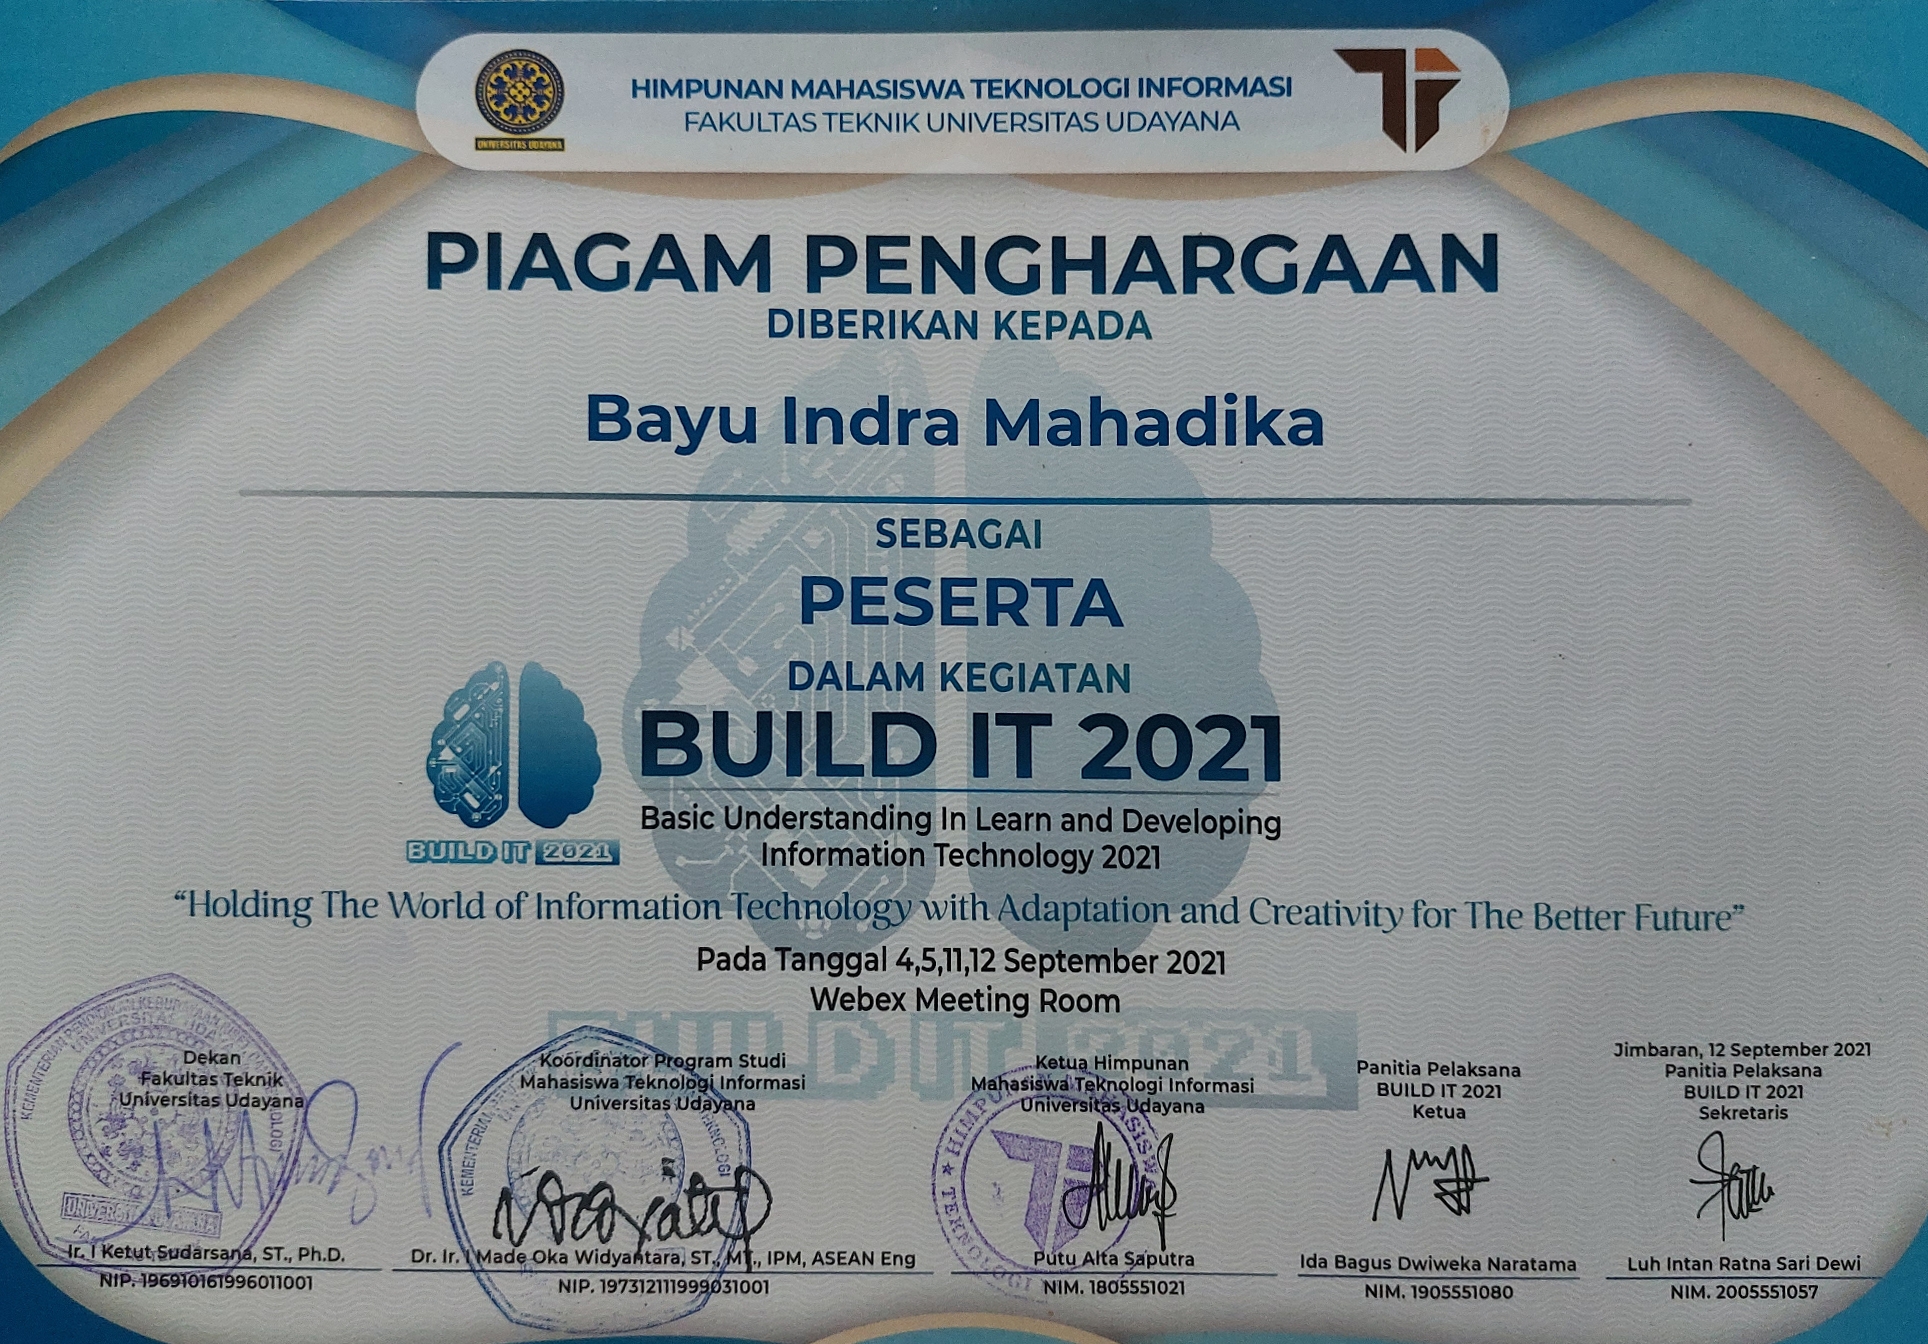 UNIVERSITAS UDAYANA
HIMPUNAN MAHASISWA TEKNOLOGI INFORMASI
FAKULTAS TEKNIK UNIVERSITAS UDAYANA
PIAGAM PENGHARGAAN
DIBERIKAN KEPADA
Bayu Indra Mahadika
SEBAGAI
PESERTA
DALAM KEGIATAN
BUILD IT 2021
BUILD IT 2021
Basic Understanding In Learn and Developing
Information Technology 2021
“Holding The World of Information Technology with Adaptation and Creativity for The Better Future”
Pada Tanggal 4,5,11,12 September 2021
Webex Meeting Room
BUILD IT 2021
Dekan
Fakultas Teknik
Universitas Udayana
UNIVERSITAS UDAYANA
Ir. I Ketut Sudarsana, ST., Ph.D.
NIP. 196910161996011001
Koordinator Program Studi
Mahasiswa Teknologi Informasi
Universitas Udayana
Dr. Ir. I Made Oka Widyantara, ST., MT., IPM, ASEAN Eng
NIP. 197312111999031001
Ketua Himpunan
Mahasiswa Teknologi Informasi
Universitas Udayana
Putu Alta Saputra
NIM. 1805551021
Panitia Pelaksana
BUILD IT 2021
Ketua
Ida Bagus Dwiweka Naratama
NIM. 1905551080
Jimbaran, 12 September 2021
Panitia Pelaksana
BUILD IT 2021
Sekretaris
Luh Intan Ratna Sari Dewi
NIM. 2005551057